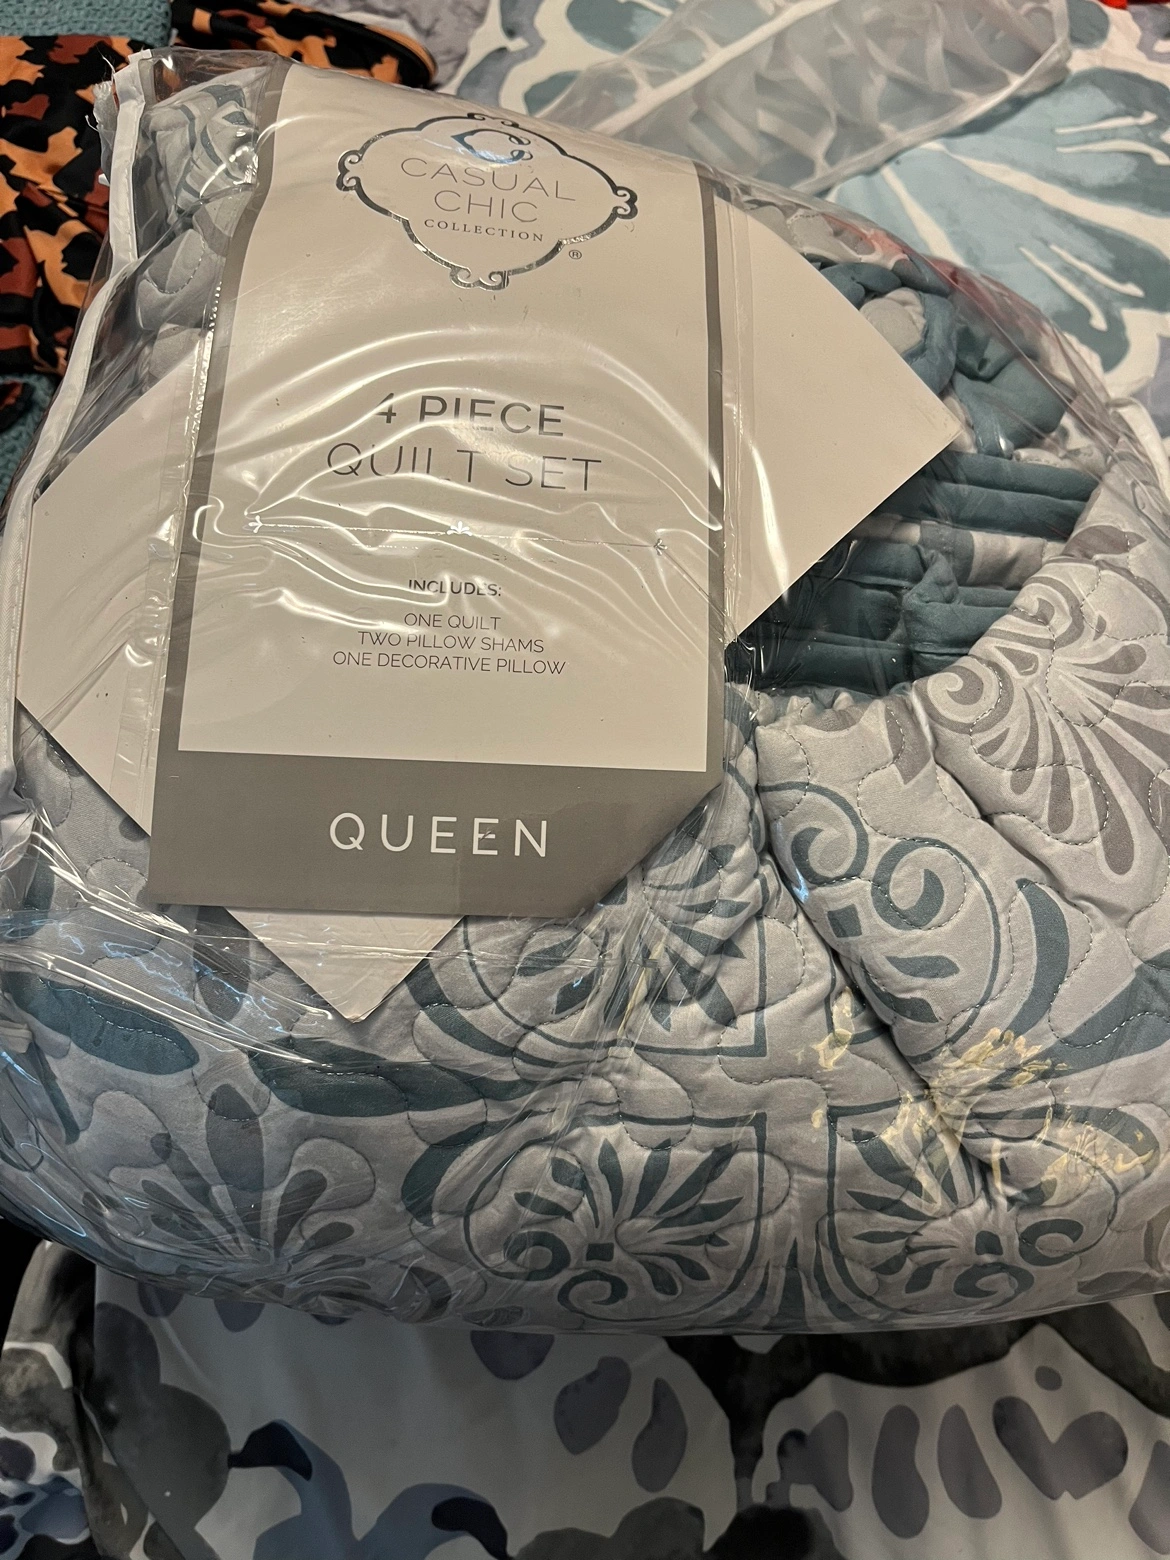 CASUAL
CHIC
COLLECTION
®
4 PIECE
QUILT SET
INCLUDES:
ONE QUILT
TWO PILLOW SHAMS
ONE DECORATIVE PILLOW
QUEEN